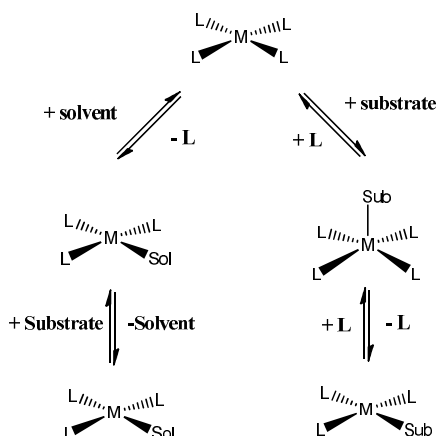 L L
M
L L
+ solvent + substrate
- L + L
Sub
L L
M
L Sol
L L
M
L L
+ Substrate -Solvent + L - L
L L
M
L Sol
L L
M
L Sub